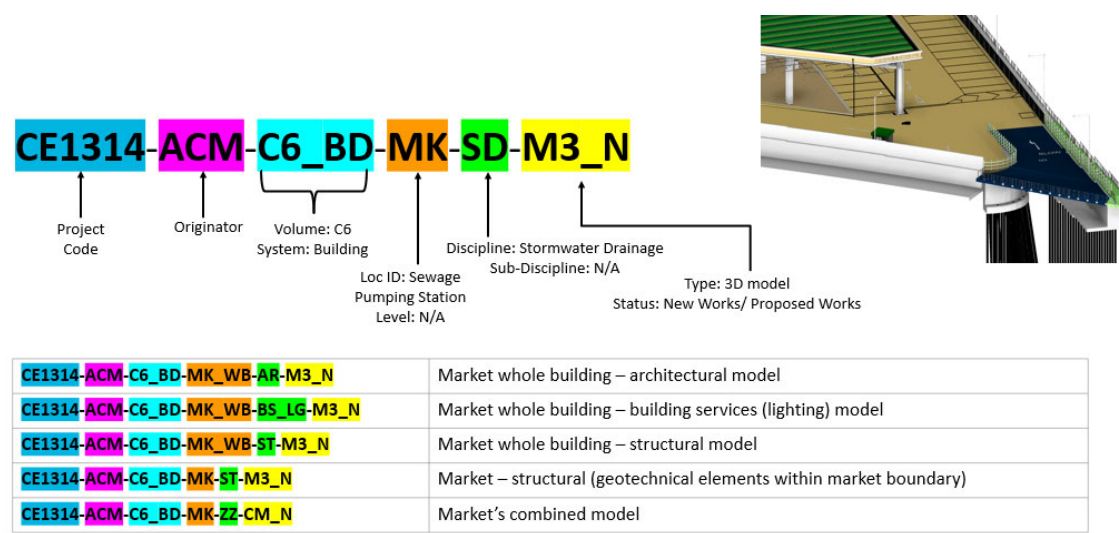 CE1314-ACM-C6_BD-MK-SD-M3_N
Project
Code
Originator
Volume: C6
System: Building
Loc ID: Sewage
Pumping Station
Level: N/A
Discipline: Stormwater Drainage
Sub-Discipline: N/A
Type: 3D model
Status: New Works/ Proposed Works
CE1314-ACM-C6_BD-MK_WB-AR-M3_N Market whole building – architectural model
CE1314-ACM-C6_BD-MK_WB-BS_LG-M3_N Market whole building – building services (lighting) model
CE1314-ACM-C6_BD-MK_WB-ST-M3_N Market whole building – structural model
CE1314-ACM-C6_BD-MK-ST-M3_N Market – structural (geotechnical elements within market boundary)
CE1314-ACM-C6_BD-MK-ZZ-CM_N Market's combined model